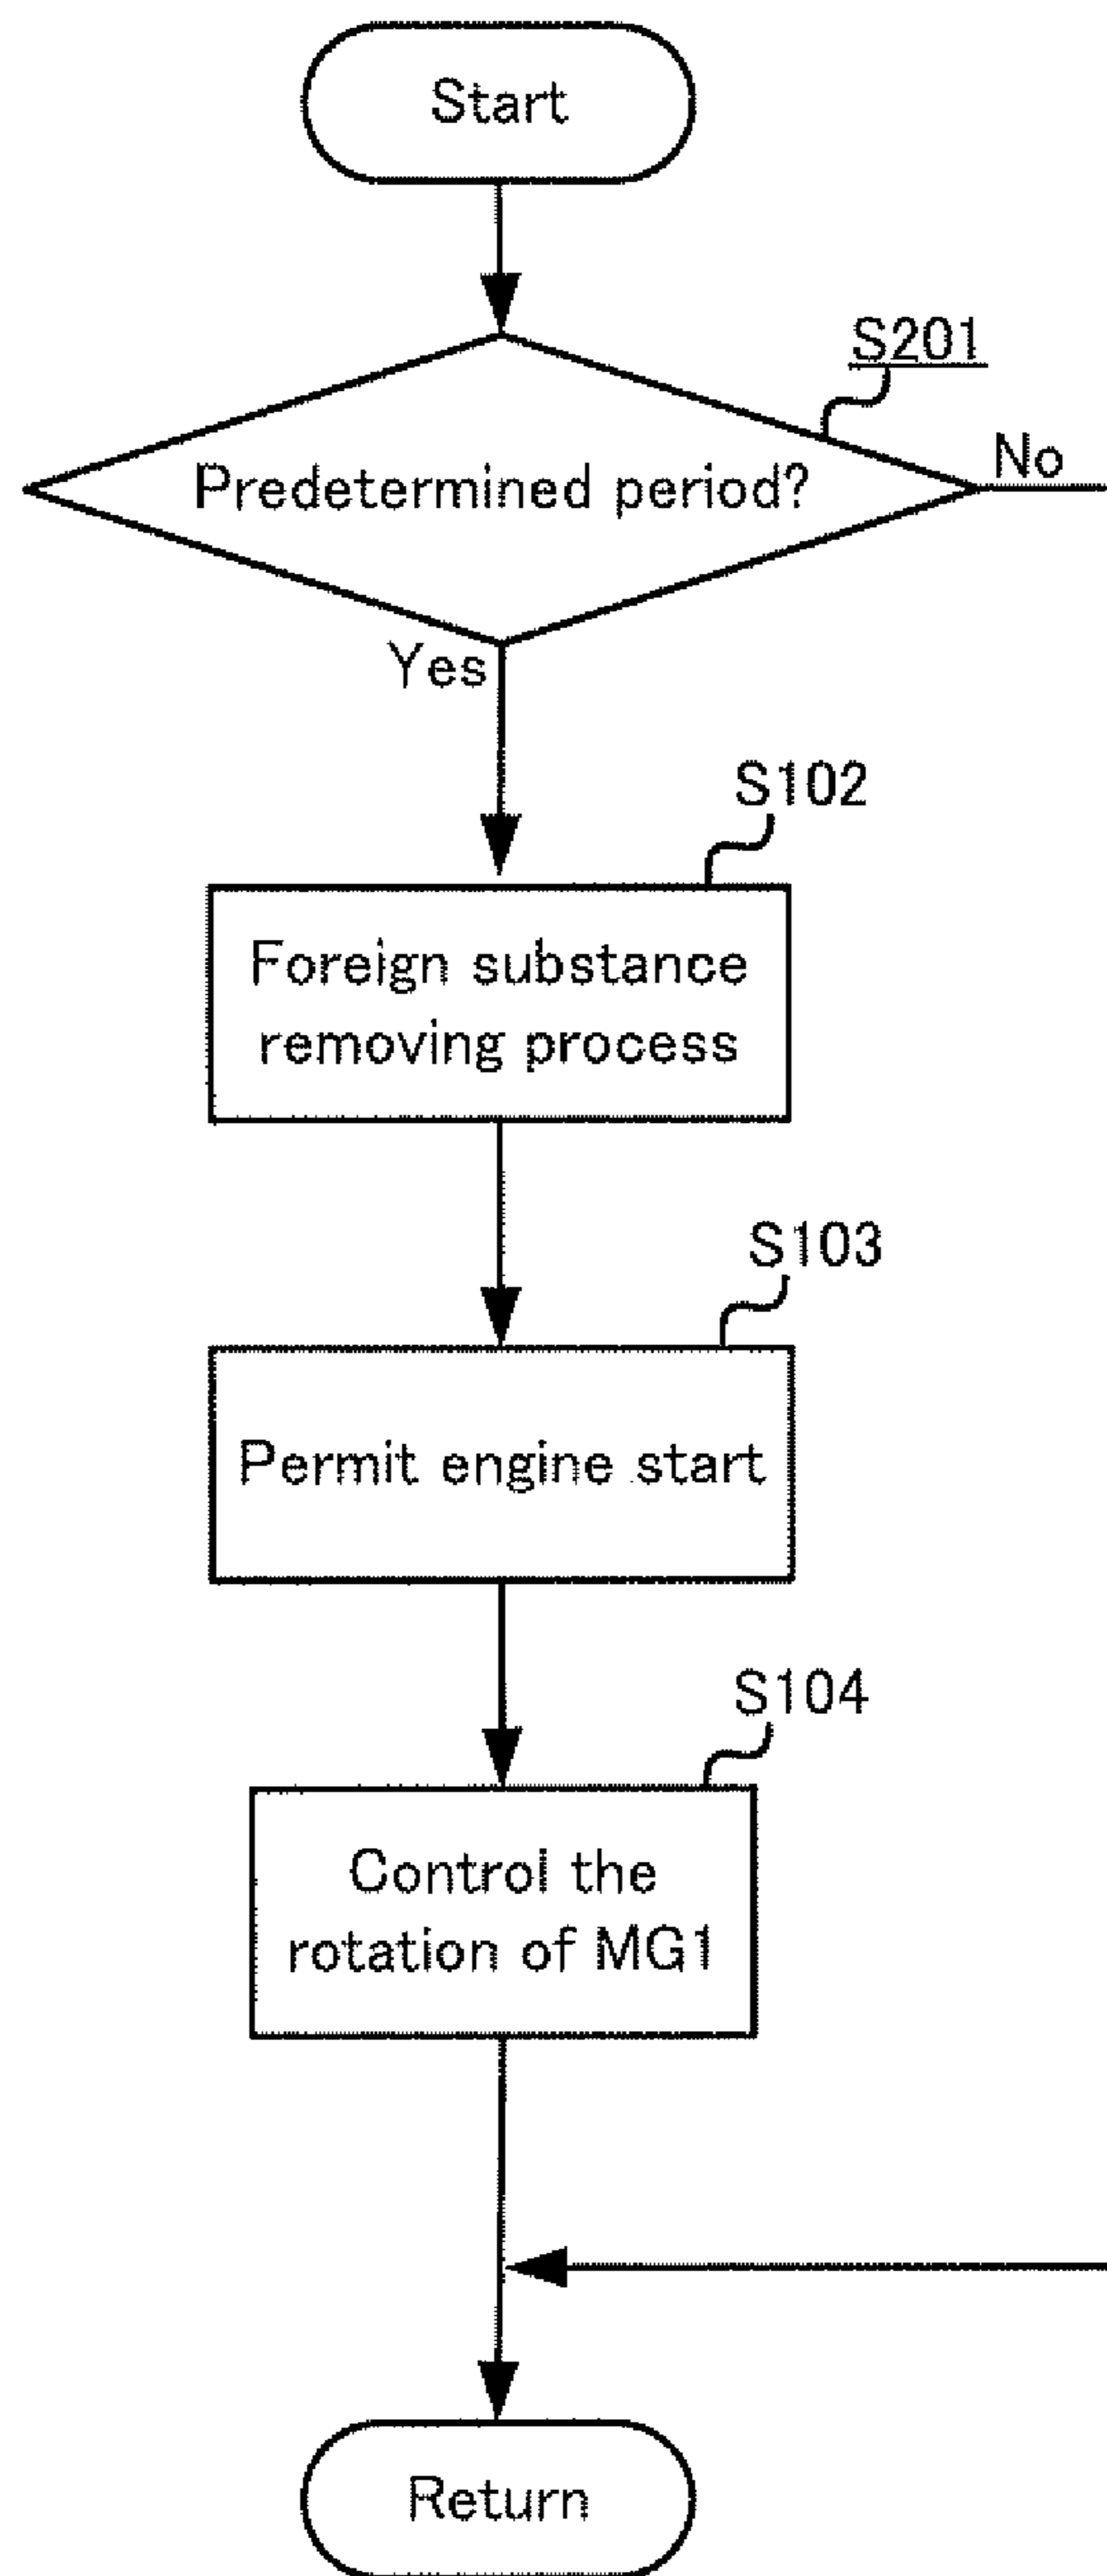 Start
S201
Predetermined period?
No
Yes
S102
Foreign substance
removing process
S103
Permit engine start
S104
Control the
rotation of MG1
Return